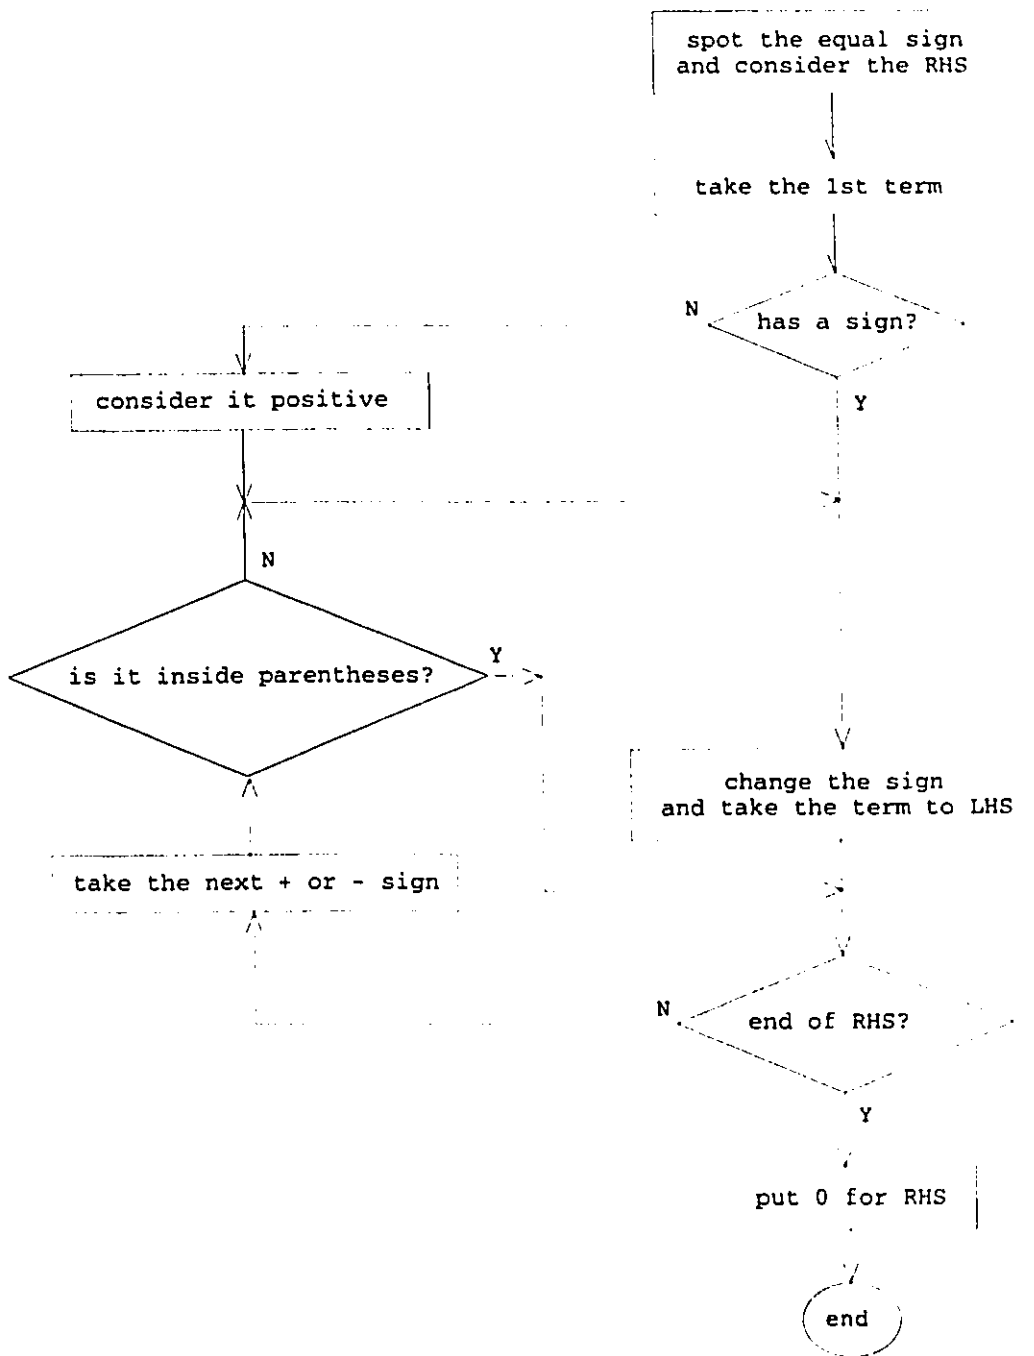 spot the equal sign
and consider the RHS
take the 1st term
has a sign?
N
Y
consider it positive
N
is it inside parentheses?
Y
change the sign
and take the term to LHS
take the next + or - sign
end of RHS?
N
Y
put 0 for RHS
end